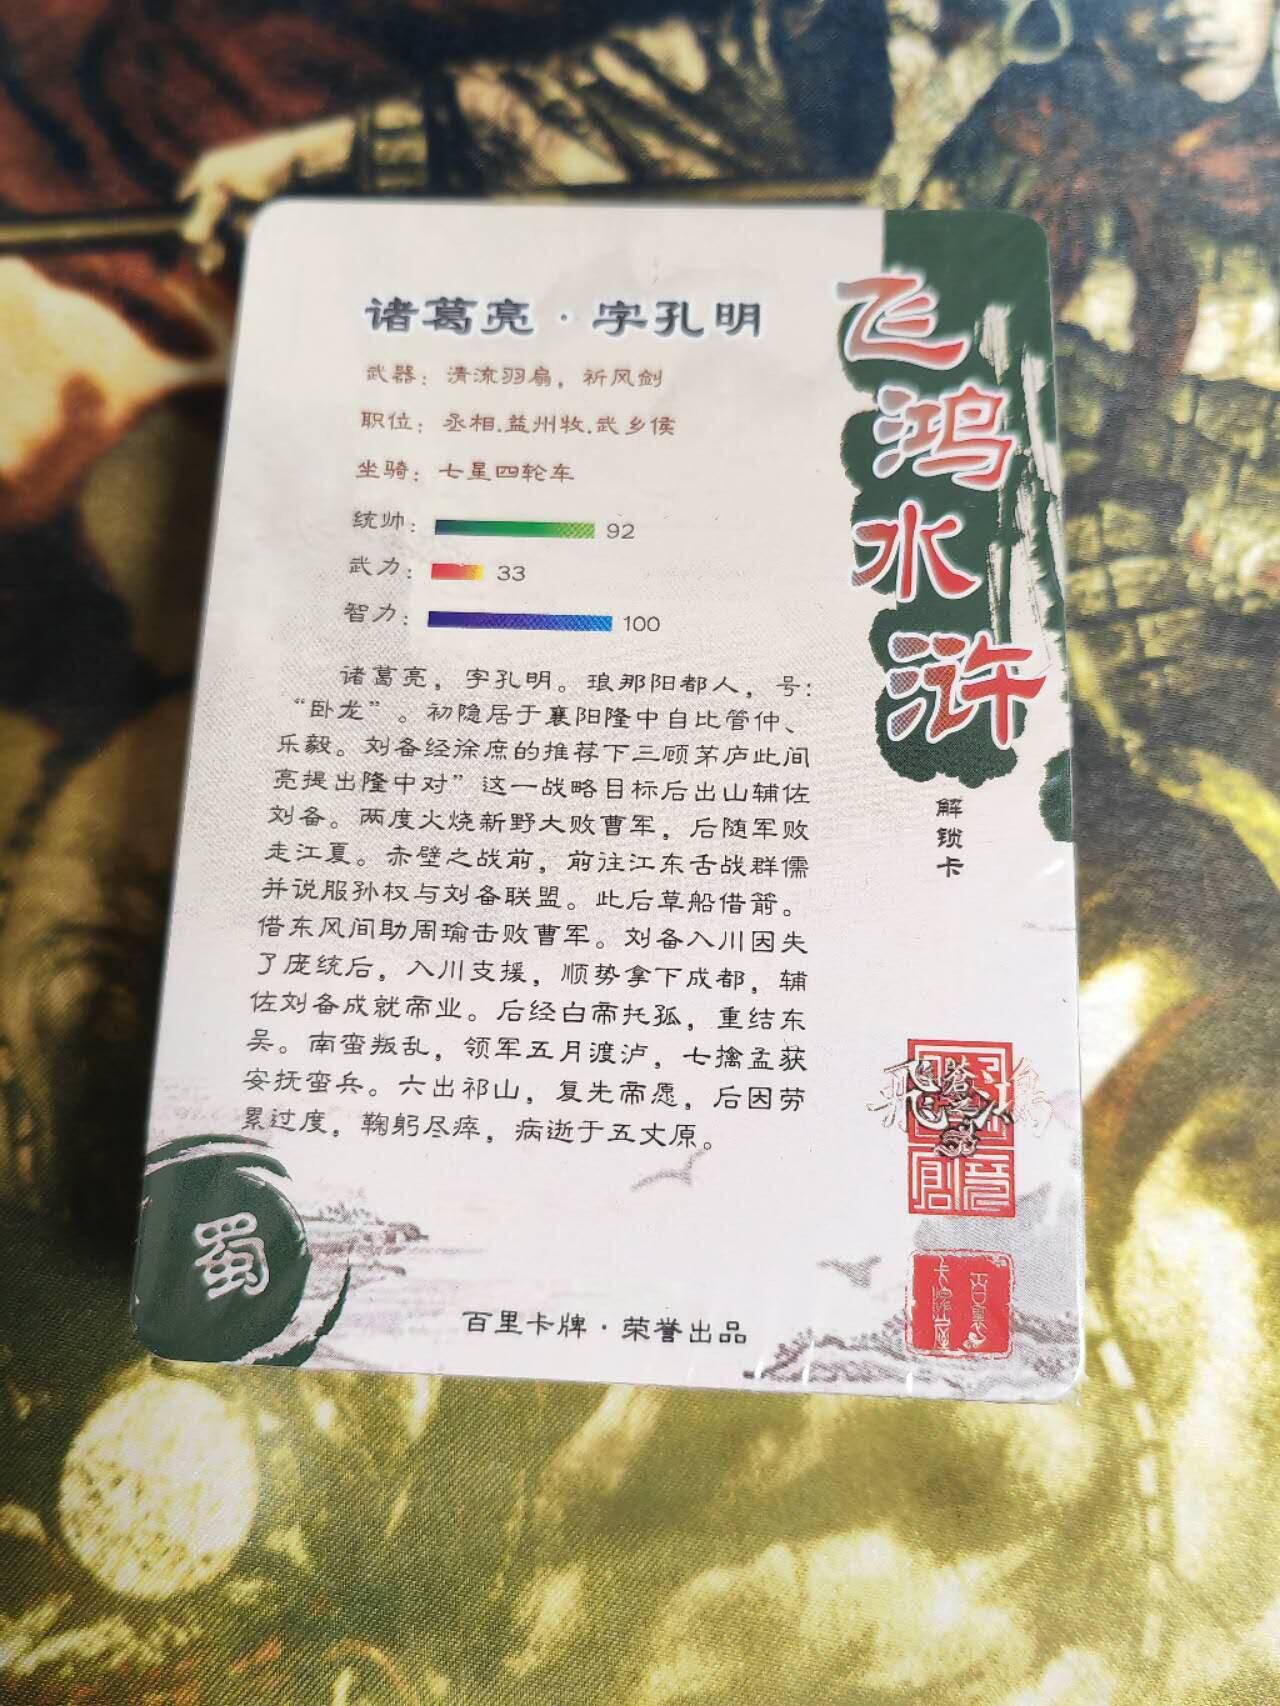 诸葛亮·字孔明
武器：清流羽扇，祈风剑
职位：丞相.益州牧.武乡侯
坐骑：七星四轮车
统帅：92
武力：33
智力：100
诸葛亮，字孔明。琅那阳都人，号：
“卧龙”。初隐居于襄阳隆中自比管仲、
乐毅。刘备经徐庶的推荐下三顾茅庐此间
亮提出隆中对”这一战略目标后出山辅佐
刘备。两度火烧新野大败曹军，后随军败
走江夏。赤壁之战前，前往江东舌战群儒
并说服孙权与刘备联盟。此后草船借箭。
借东风间助周瑜击败曹军。刘备入川因失
了庞统后，入川支援，顺势拿下成都，辅
佐刘备成就帝业。后经白帝托孤，重结东
吴。南蛮叛乱，领军五月渡泸，七擒孟获
安抚蛮兵。六出祁山，复先帝愿，后因劳
累过度，鞠躬尽瘁，病逝于五丈原。
蜀
百里卡牌·荣誉出品
飞鸿水浒
解锁卡